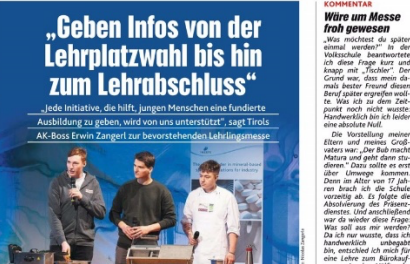 „Geben Infos von der
Lehrplatzwahl bis hin
zum Lehrabschluss“
„Jede Initiative, die hilft, jungen Menschen eine fundierte
Ausbildung zu geben, wird von uns unterstützt“, sagt Tirols
AK-Boss Erwin Zangerl zur bevorstehenden Lehrlingsmesse
KOMMENTAR
Wäre um Messe
froh gewesen
„Was möchtest du später
einmal werden?“ In der
Volksschule beantwortete
ich diese Frage kurz und
knapp mit „Tischler“. Der
Grund war, dass mein da-
mals bester Freund diesen
Beruf später ergreifen woll-
te. Was ich zu dem Zeit-
punkt noch nicht wusste:
Handwerklich bin ich leider
eine absolute Null.
Die Vorstellung meiner
Eltern und meines Groß-
vaters war: „Der Bub macht
Matura und geht dann stu-
dieren.“ Dazu sollte es erst
über Umwege kommen.
Denn im Alter von 17 Jah-
ren brach ich die Schule
vorzeitig ab. Es folgte die
Absolvierung des Präsenz-
dienstes. Und anschließend
war da wieder diese Frage:
Was soll aus mir werden?
Da ich nur wusste, dass ich
handwerklich unbegabt
bin, entschied ich mich für
eine Lehre zum Bürokauf-